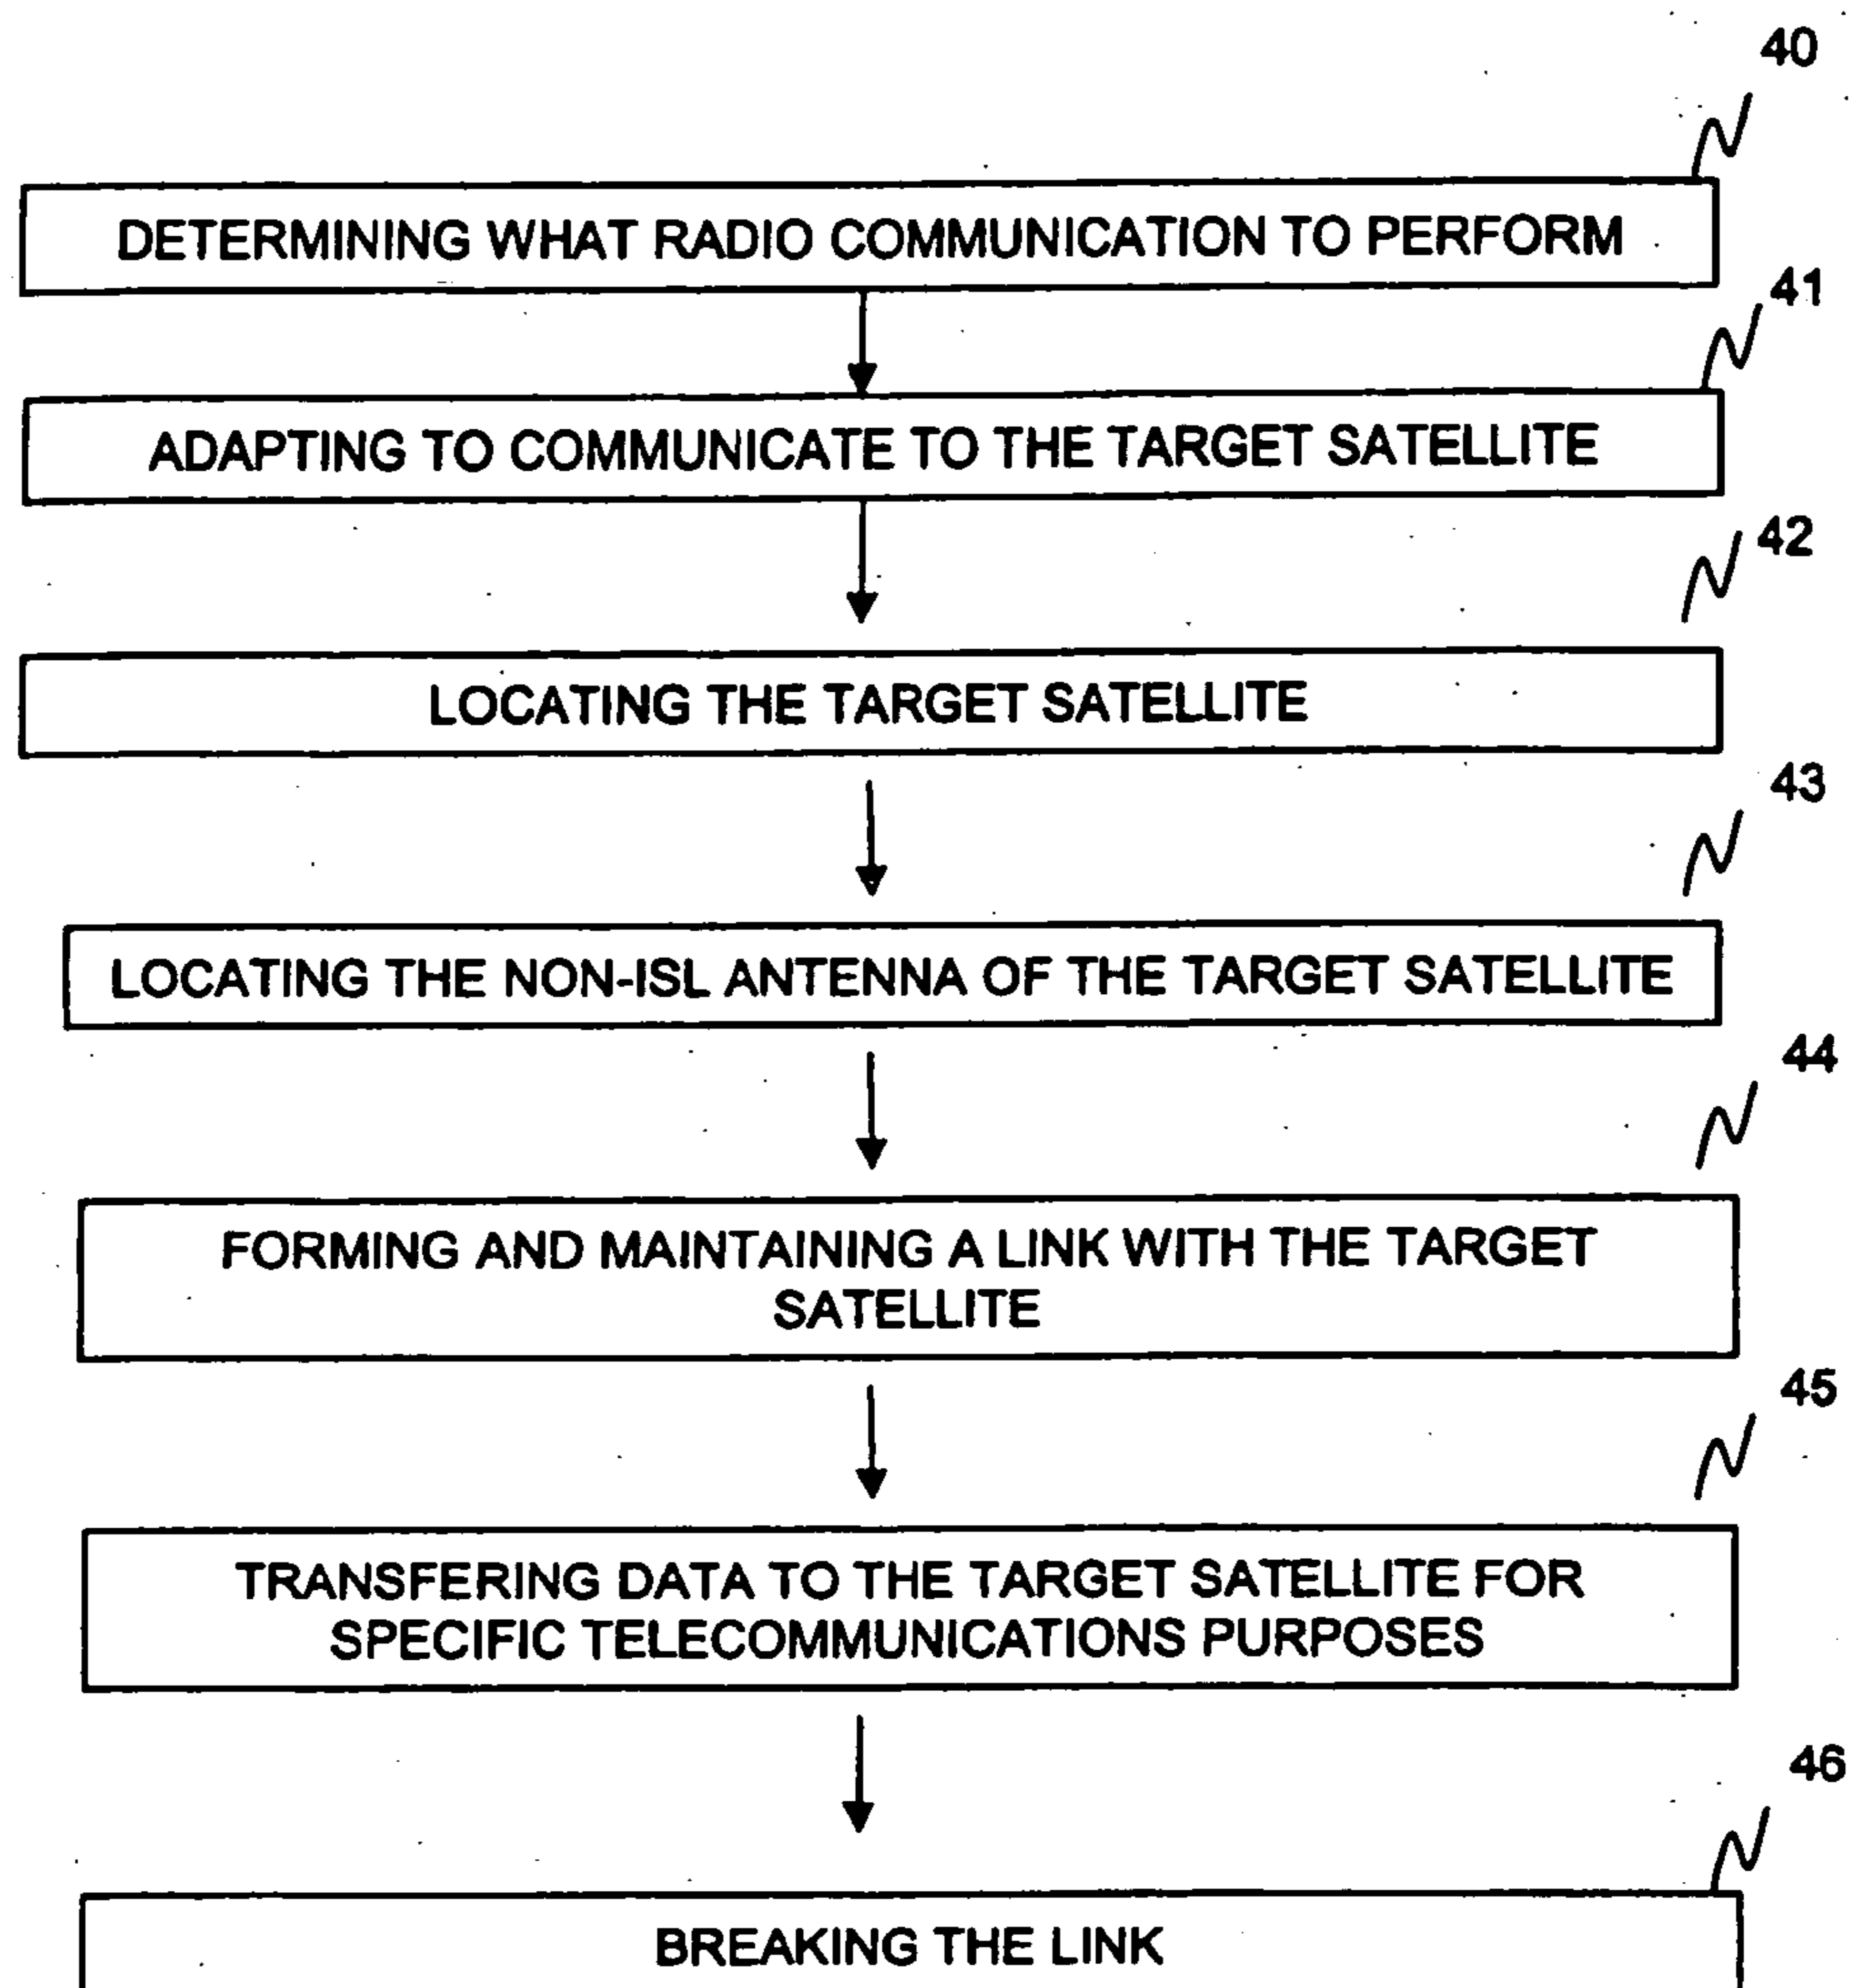 40
DETERMINING WHAT RADIO COMMUNICATION TO PERFORM
41
ADAPTING TO COMMUNICATE TO THE TARGET SATELLITE
42
LOCATING THE TARGET SATELLITE
43
LOCATING THE NON-ISL ANTENNA OF THE TARGET SATELLITE
44
FORMING AND MAINTAINING A LINK WITH THE TARGET
SATELLITE
45
TRANSFERING DATA TO THE TARGET SATELLITE FOR
SPECIFIC TELECOMMUNICATIONS PURPOSES
46
BREAKING THE LINK